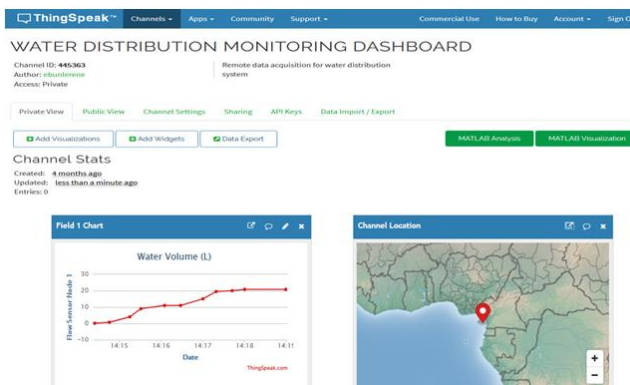 ThingSpeak™ Channels Apps Community Support Commercial Use How to Buy Account Sign O
WATER DISTRIBUTION MONITORING DASHBOARD
Channel ID: 445363
Author: ebunlerene
Access: Private
Remote data acquisition for water distribution
system
Private View Public View Channel Settings Sharing API Keys Data Import / Export
Add Visualizations Add Widgets Data Export MATLAB Analysis MATLAB Visualization
Channel Stats
Created: 4 months ago
Updated: less than a minute ago
Entries: 0
Field 1 Chart
Water Volume (L)
Flow Sensor Node 1
30
20
10
0
-10
14:15 14:16 14:17 14:18 14:1
Date
ThingSpeak.com
Channel Location
+
−